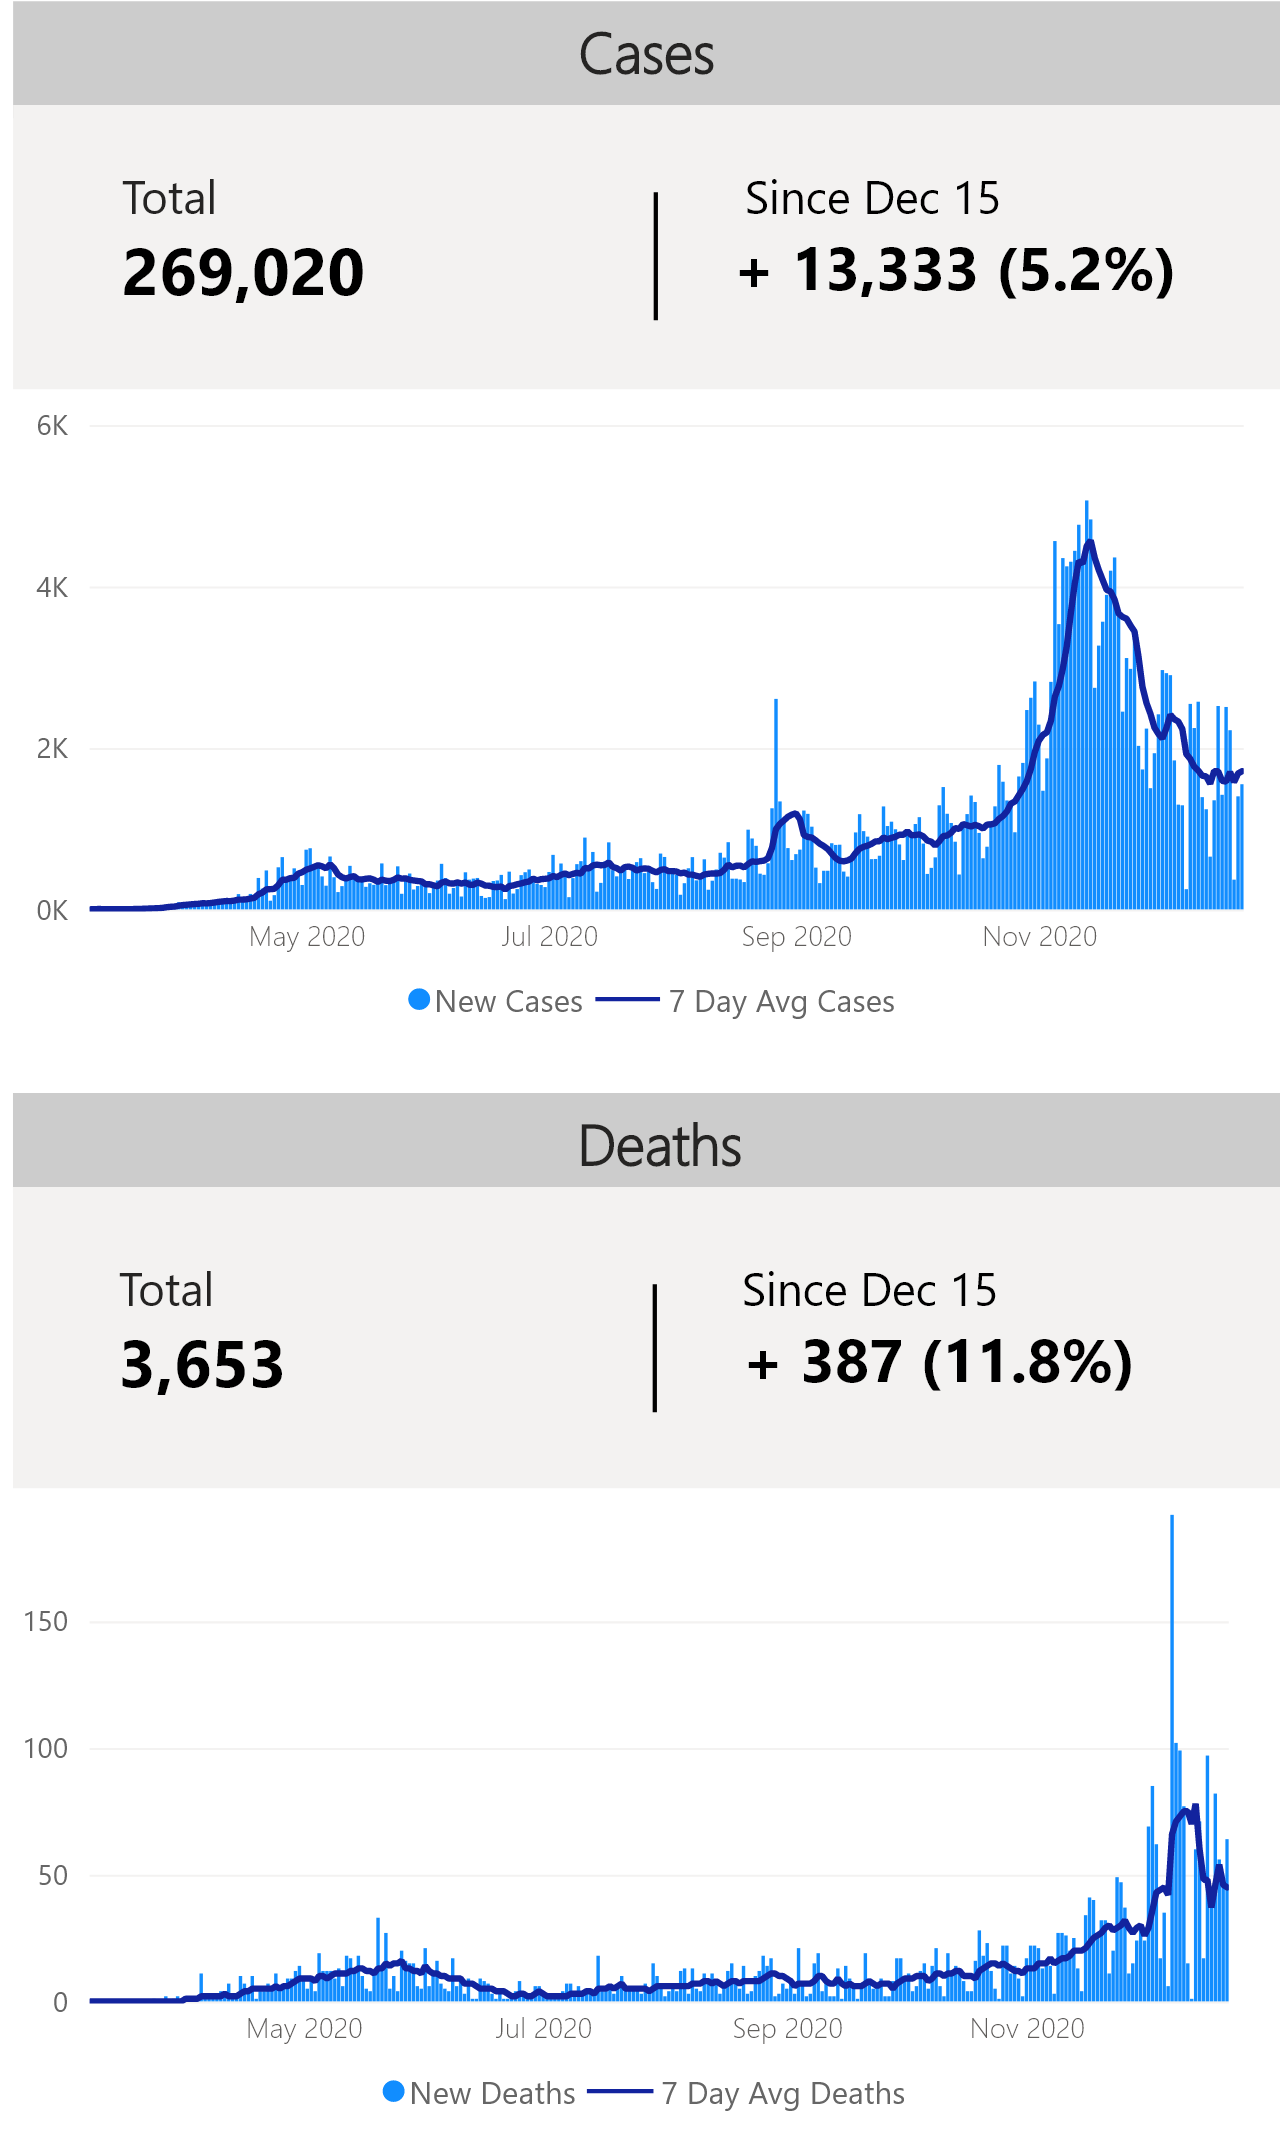 Cases
Total
Since Dec 15
269,020
+ 13,333 (5.2%)
6K
4K
2K
0K
May 2020
Jul 2020
Sep 2020
Nov 2020
New Cases
7 Day Avg Cases
Deaths
Total
Since Dec 15
3,653
+ 387 (11.8%)
150
100
50
0
May 2020
Jul 2020
Sep 2020
Nov 2020
New Deaths
7 Day Avg Deaths